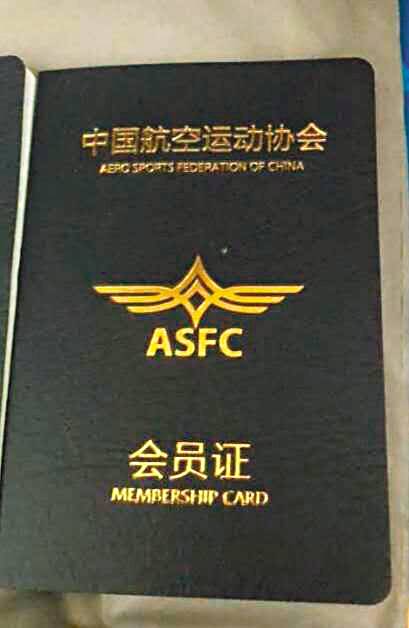 中国航空运动协会
AERO SPORTS FEDERATION OF CHINA
ASFC
会员证
MEMBERSHIP CARD